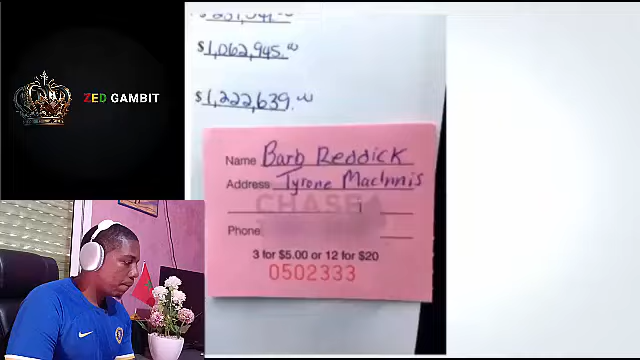 ZED GAMBIT
$1,062,945.00
$1,222,639.00
Name Barb Reddick
Address Tyrone MacInnis
CHASE
Phone
3 for $5.00 or 12 for $20
0502333